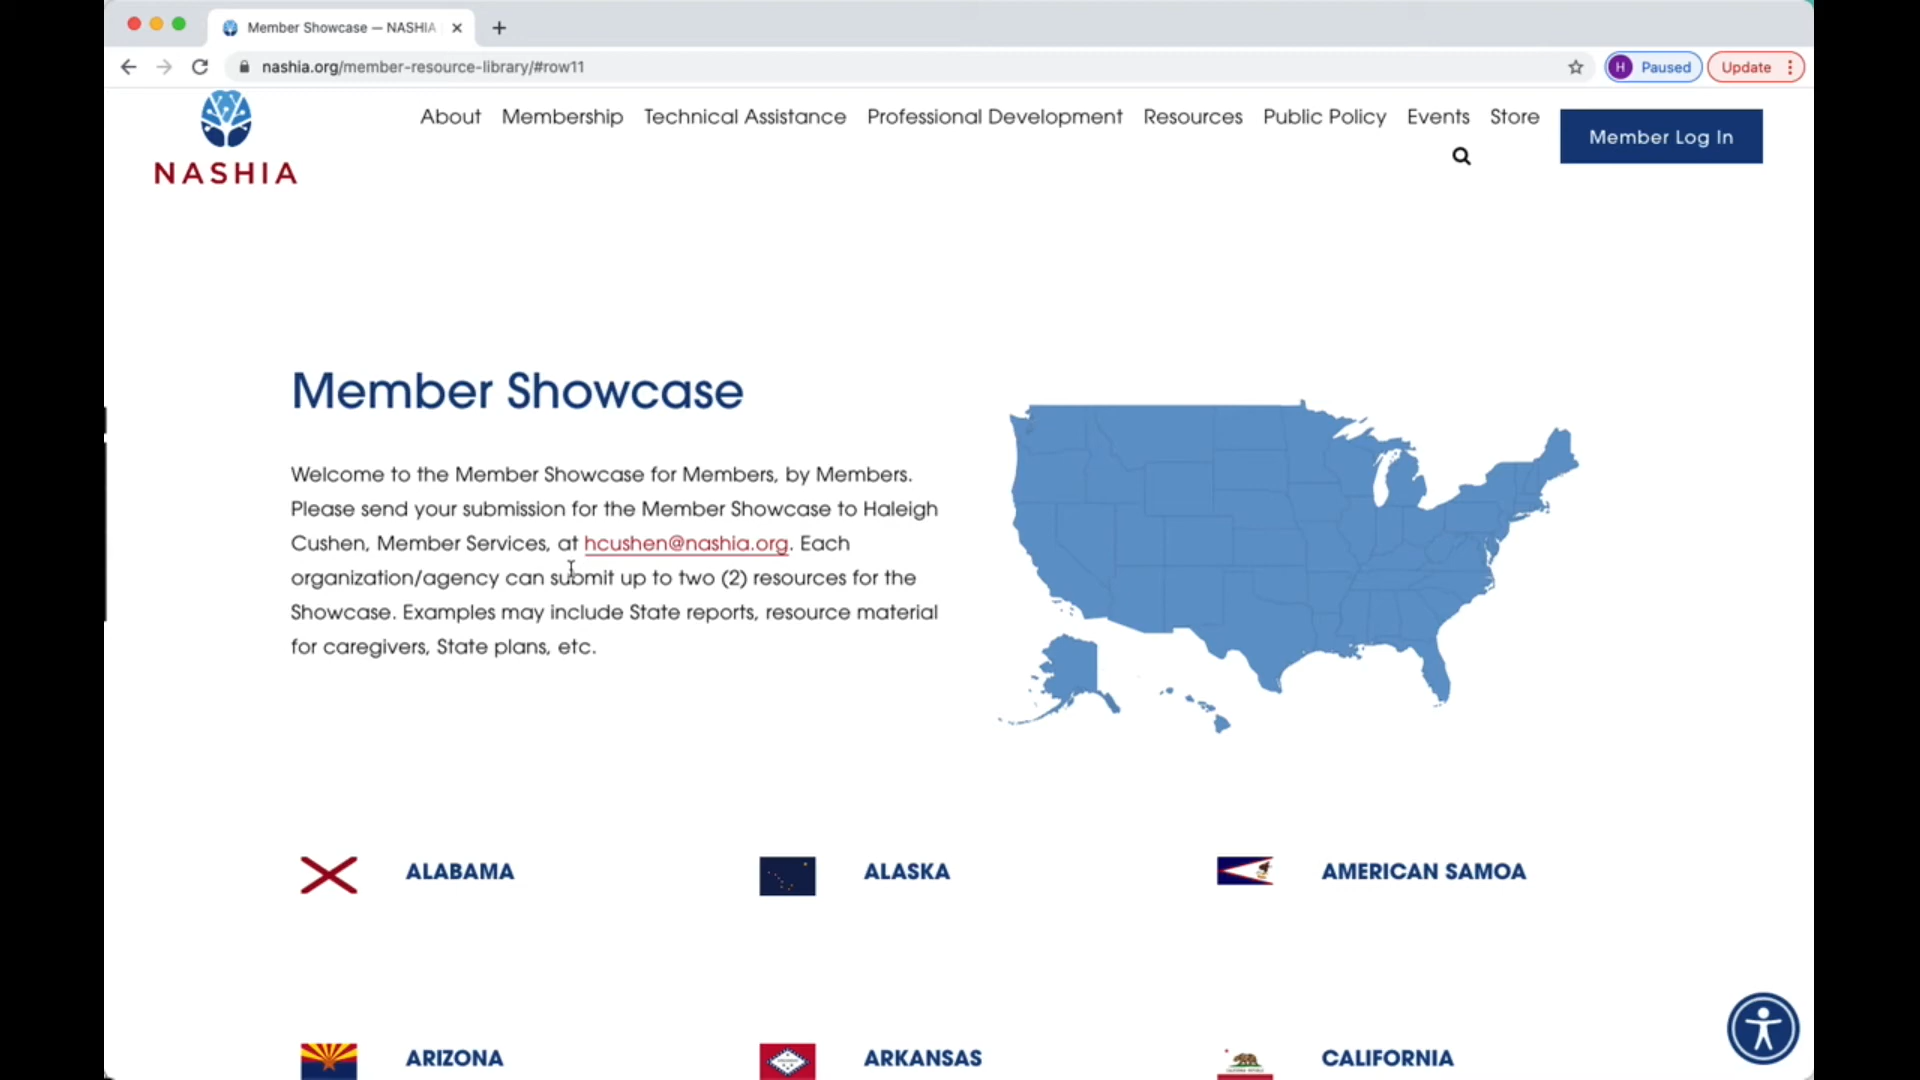 Member Showcase — NASHIA
nashia.org/member-resource-library/#row11
H Paused
Update
NASHIA
About Membership Technical Assistance Professional Development Resources Public Policy Events Store
Member Log In
Member Showcase
Welcome to the Member Showcase for Members, by Members.
Please send your submission for the Member Showcase to Haleigh
Cushen, Member Services, at hcushen@nashia.org. Each
organization/agency can submit up to two (2) resources for the
Showcase. Examples may include State reports, resource material
for caregivers, State plans, etc.
ALABAMA
ALASKA
AMERICAN SAMOA
ARIZONA
ARKANSAS
CALIFORNIA